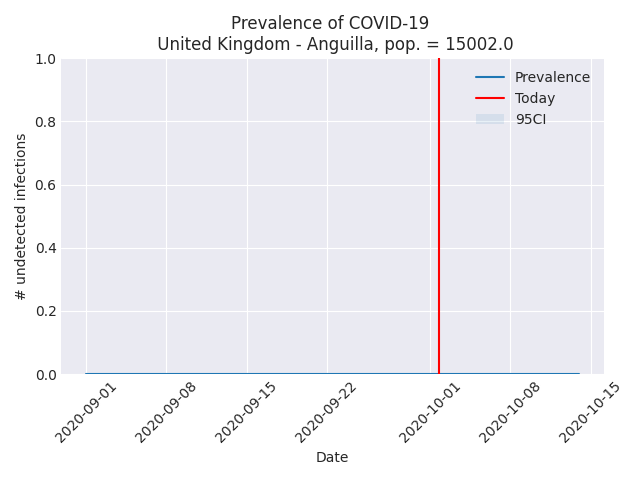 Prevalence of COVID-19
United Kingdom - Anguilla, pop. = 15002.0
1.0
0.8
0.6
0.4
0.2
0.0
# undetected infections
Prevalence
Today
95CI
2020-09-01
2020-09-08
2020-09-15
2020-09-22
2020-10-01
2020-10-08
2020-10-15
Date